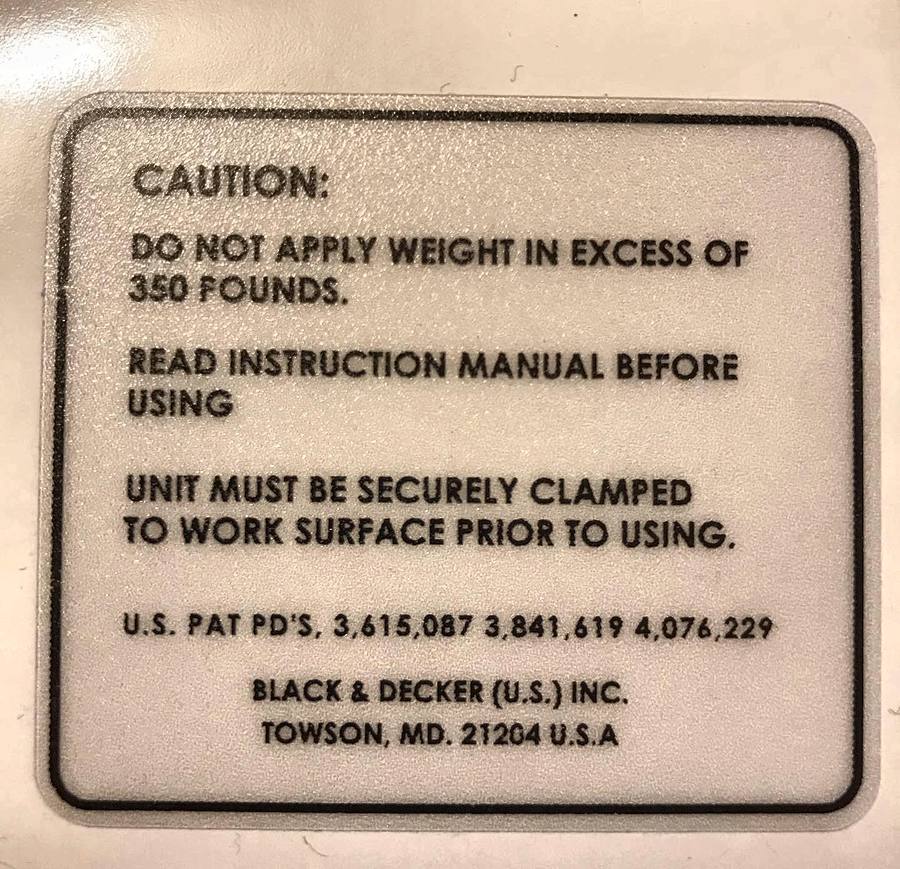 CAUTION:
DO NOT APPLY WEIGHT IN EXCESS OF
350 POUNDS.
READ INSTRUCTION MANUAL BEFORE
USING
UNIT MUST BE SECURELY CLAMPED
TO WORK SURFACE PRIOR TO USING.
U.S. PAT PD'S, 3,615,087 3,841,619 4,076,229
BLACK & DECKER (U.S.) INC.
TOWSON, MD. 21204 U.S.A